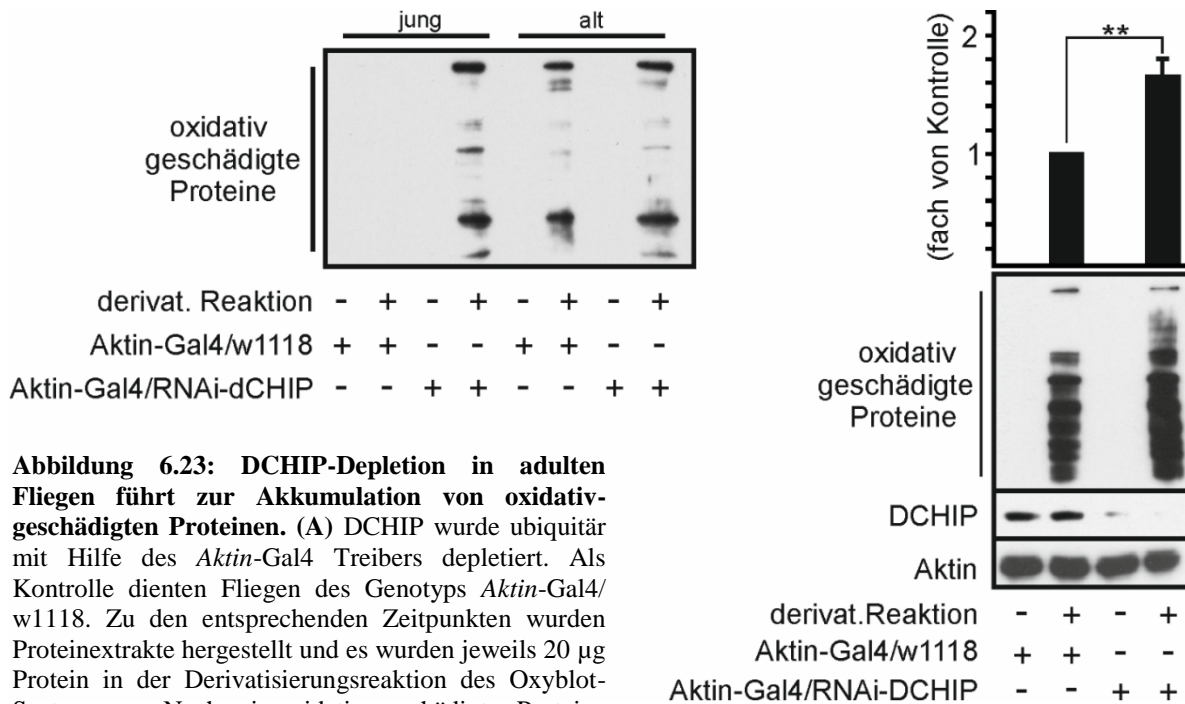 jung alt
oxidativ
geschädigte
Proteine
derivat. Reaktion - + - + - + - +
Aktin-Gal4/w1118 + + - - + + - -
Aktin-Gal4/RNAi-dCHIP - - + + - - + +
Abbildung 6.23: DCHIP-Depletion in adulten
Fliegen führt zur Akkumulation von oxidativ-
geschädigten Proteinen. (A) DCHIP wurde ubiquitär
mit Hilfe des Aktin-Gal4 Treibers depletiert. Als
Kontrolle dienten Fliegen des Genotyps Aktin-Gal4/
w1118. Zu den entsprechenden Zeitpunkten wurden
Proteinextrakte hergestellt und es wurden jeweils 20 µg
Protein in der Derivatisierungsreaktion des Oxyblot-
(fach von Kontrolle)
2
1
**
oxidativ
geschädigte
Proteine
DCHIP
Aktin
derivat.Reaktion - + - +
Aktin-Gal4/w1118 + + - -
Aktin-Gal4/RNAi-DCHIP - - + +